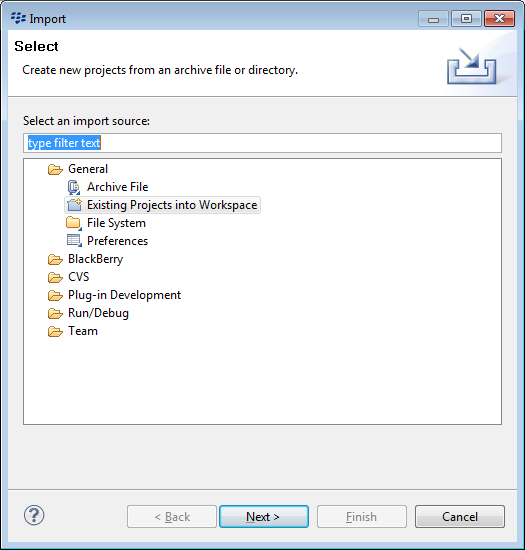 Import
Select
Create new projects from an archive file or directory.
Select an import source:
type filter text
General
Archive File
Existing Projects into Workspace
File System
Preferences
BlackBerry
CVS
Plug-in Development
Run/Debug
Team
? < Back Next > Finish Cancel